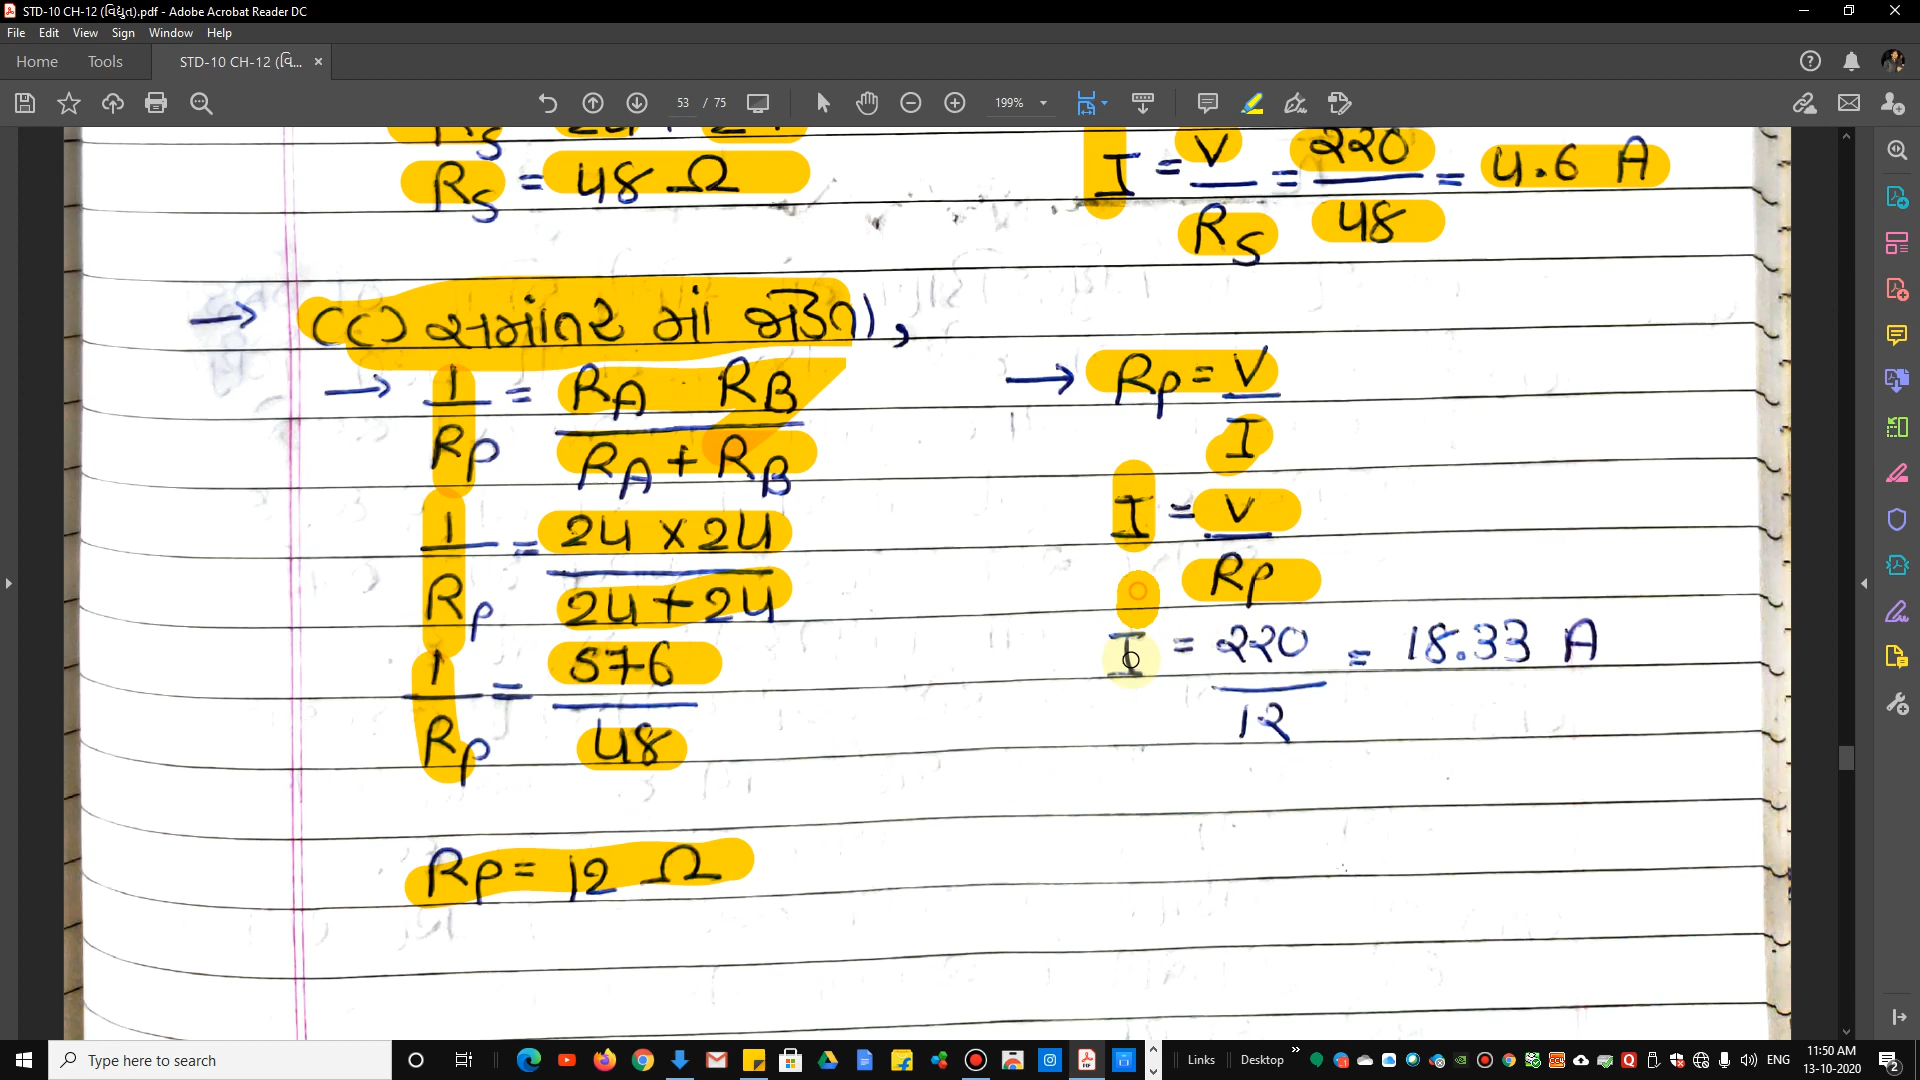 STD-10 CH-12 (વિદ્યુત).pdf - Adobe Acrobat Reader DC
File Edit View Sign Window Help
Home Tools STD-10 CH-12 (વિ... ×
53 / 75 199%
Rs = 48 Ω
I = V / Rs = 220 / 48 = 4.6 A
→ (C) સમાંતર માં જોડતા,
→ 1 / Rp = RA RB / RA + RB
1 / Rp = 24 × 24 / 24 + 24
1 / Rp = 576 / 48
Rp = 12 Ω
→ Rp = V / I
I = V / Rp
I = 220 / 12 = 18.33 A
Type here to search
Links Desktop » ENG 11:50 AM
13-10-2020 2